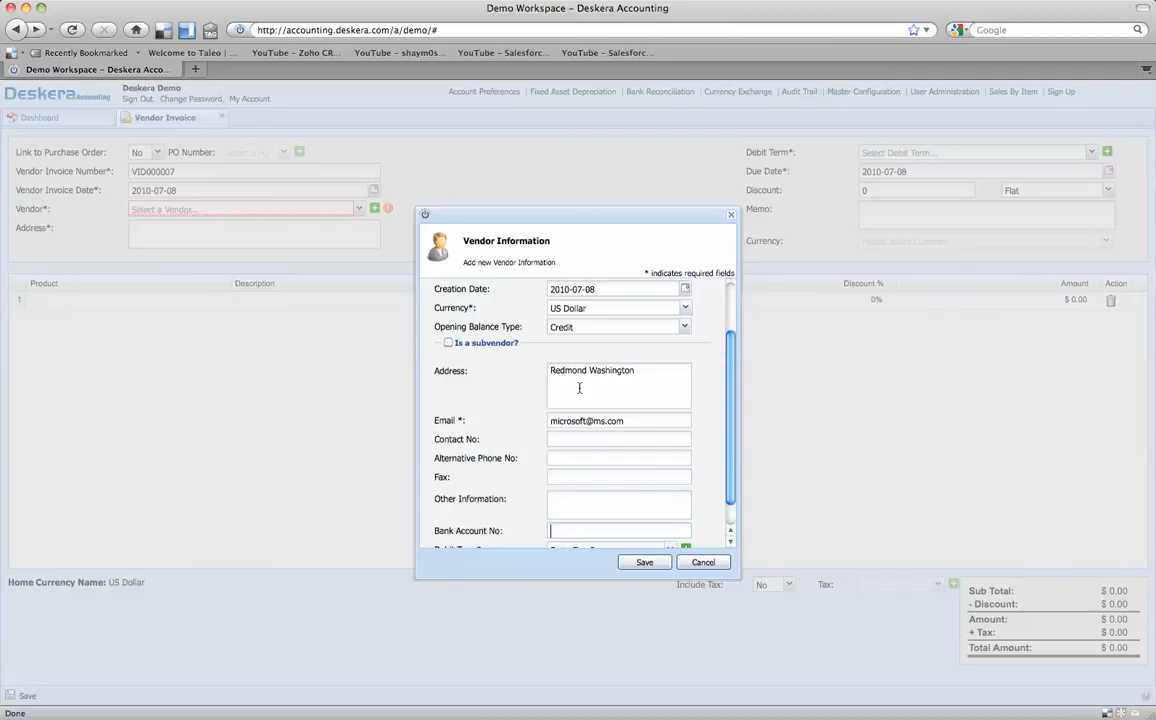 Demo Workspace – Deskera Accounting
http://accounting.deskera.com/a/demo/#
Google
Recently Bookmarked Welcome to Taleo |... YouTube - Zoho CR... YouTube - shaym0s... YouTube - Salesforc... YouTube - Salesforc...
Demo Workspace – Deskera Acco...
Deskera Accounting
Deskera Demo
Sign Out, Change Password, My Account
Account Preferences | Fixed Asset Depreciation | Bank Reconciliation | Currency Exchange | Audit Trail | Master Configuration | User Administration | Sales By Item | Sign Up
Dashboard Vendor Invoice
Link to Purchase Order: No PO Number:
Debit Term*: Select Debit Term...
Vendor Invoice Number*: VID000007
Due Date*: 2010-07-08
Vendor Invoice Date*: 2010-07-08
Discount: 0 Flat
Vendor*: Select a Vendor...
Memo:
Address*:
Currency:
Product Description Discount % Amount Action
1 0% $ 0.00
Vendor Information
Add new Vendor Information
* indicates required fields
Creation Date: 2010-07-08
Currency*: US Dollar
Opening Balance Type: Credit
Is a subvendor?
Address: Redmond Washington
Email *: microsoft@ms.com
Contact No:
Alternative Phone No:
Fax:
Other Information:
Bank Account No:
Save Cancel
Home Currency Name: US Dollar
Include Tax: No Tax:
Sub Total: $ 0.00
- Discount: $ 0.00
Amount: $ 0.00
+ Tax: $ 0.00
Total Amount: $ 0.00
Save
Done